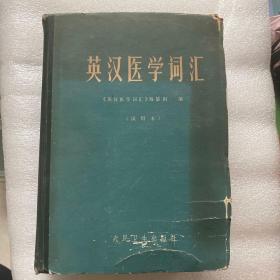 英汉医学词汇
《英汉医学词汇》编纂组 编
（试用本）
人民卫生出版社